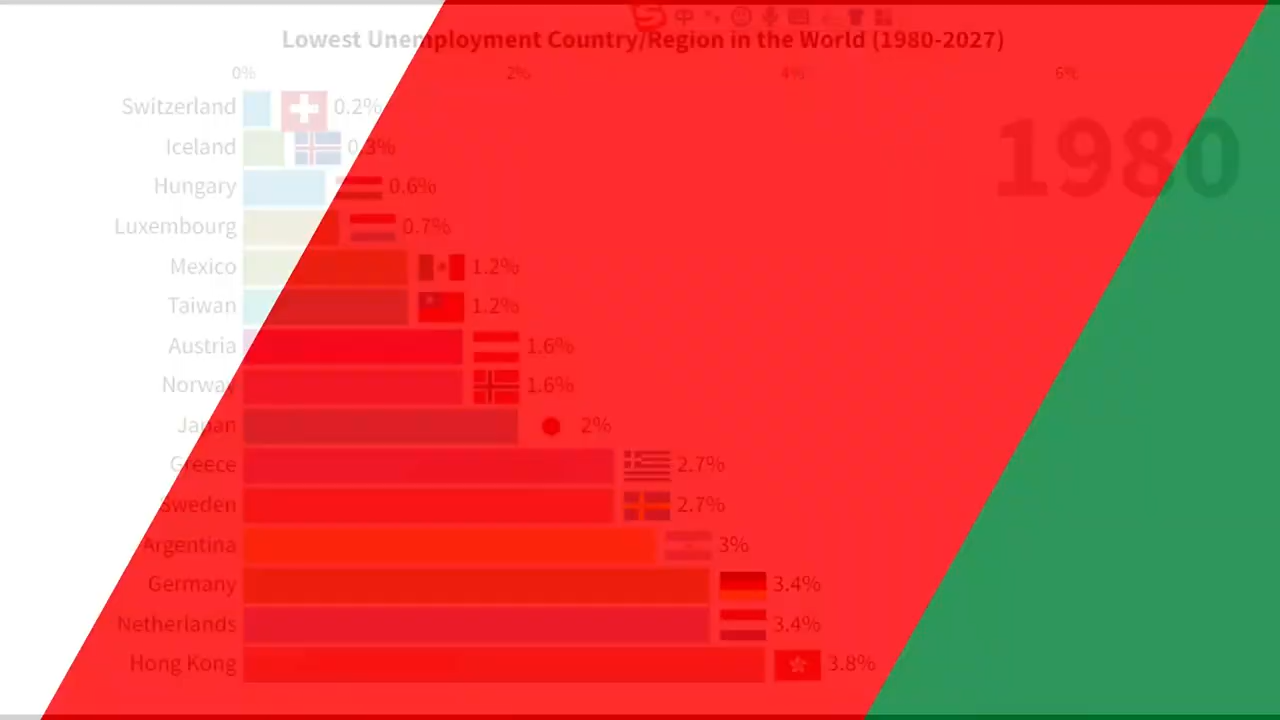 中
Lowest Unemployment Country/Region in the World (1980-2027)
0% 2% 4% 6%
1980
Switzerland 0.2%
Iceland 0.3%
Hungary 0.6%
Luxembourg 0.7%
Mexico 1.2%
Taiwan 1.2%
Austria 1.6%
Norway 1.6%
Japan 2%
Greece 2.7%
Sweden 2.7%
Argentina 3%
Germany 3.4%
Netherlands 3.4%
Hong Kong 3.8%